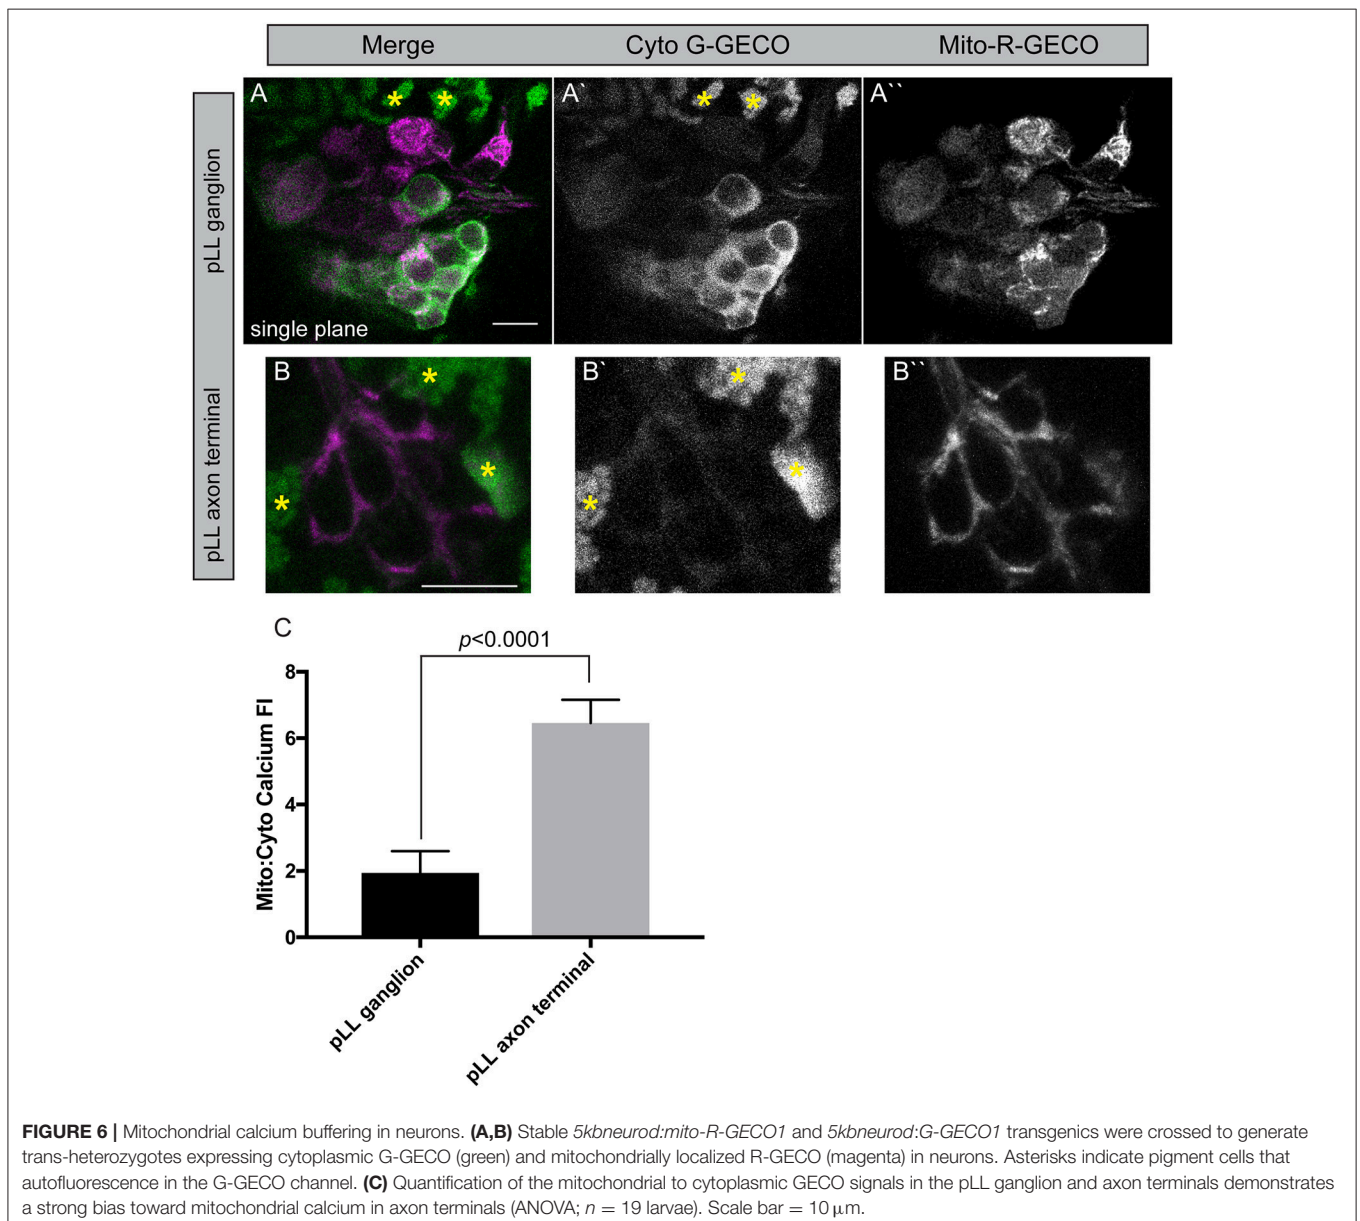 Merge Cyto G-GECO Mito-R-GECO
pLL ganglion
A
*
*
single plane
A`
*
*
A``
pLL axon terminal
B
*
*
*
B`
*
*
*
B``
C
p<0.0001
Mito:Cyto Calcium FI
8
6
4
2
0
pLL ganglion
pLL axon terminal
FIGURE 6 | Mitochondrial calcium buffering in neurons. (A,B) Stable 5kbneurod:mito-R-GECO1 and 5kbneurod:G-GECO1 transgenics were crossed to generate
trans-heterozygotes expressing cytoplasmic G-GECO (green) and mitochondrially localized R-GECO (magenta) in neurons. Asterisks indicate pigment cells that
autofluorescence in the G-GECO channel. (C) Quantification of the mitochondrial to cytoplasmic GECO signals in the pLL ganglion and axon terminals demonstrates
a strong bias toward mitochondrial calcium in axon terminals (ANOVA; n = 19 larvae). Scale bar = 10 μm.